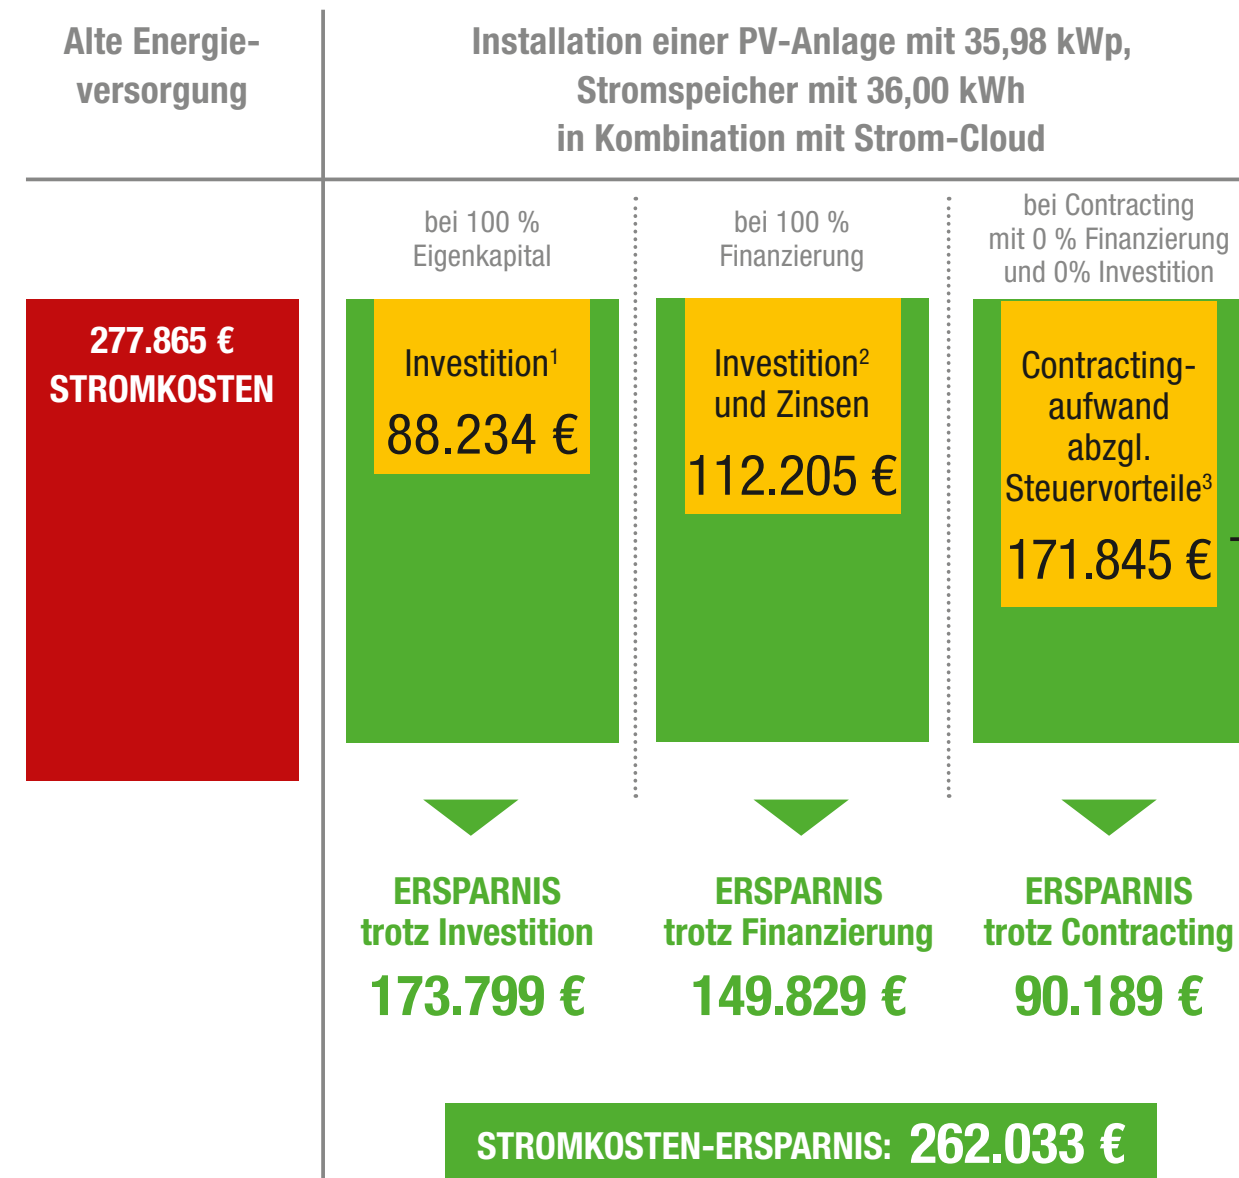 Alte Energie-
versorgung
Installation einer PV-Anlage mit 35,98 kWp,
Stromspeicher mit 36,00 kWh
in Kombination mit Strom-Cloud
bei 100 %
Eigenkapital
bei 100 %
Finanzierung
bei Contracting
mit 0 % Finanzierung
und 0% Investition
277.865 €
STROMKOSTEN
Investition¹
88.234 €
Investition²
und Zinsen
112.205 €
Contracting-
aufwand
abzgl.
Steuervorteile³
171.845 €
ERSPARNIS
trotz Investition
173.799 €
ERSPARNIS
trotz Finanzierung
149.829 €
ERSPARNIS
trotz Contracting
90.189 €
STROMKOSTEN-ERSPARNIS: 262.033 €